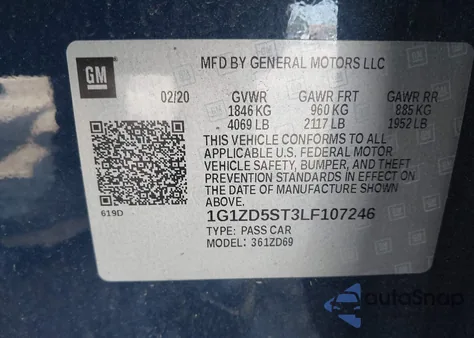 GM
MFD BY GENERAL MOTORS LLC
02/20 GVWR GAWR FRT GAWR RR
1846 KG 960 KG 885 KG
4069 LB 2117 LB 1952 LB
THIS VEHICLE CONFORMS TO ALL
APPLICABLE U.S. FEDERAL MOTOR
VEHICLE SAFETY, BUMPER, AND THEFT
PREVENTION STANDARDS IN EFFECT ON
THE DATE OF MANUFACTURE SHOWN
ABOVE.
619D
1G1ZD5ST3LF107246
TYPE: PASS CAR
MODEL: 361ZD69
autoSnap